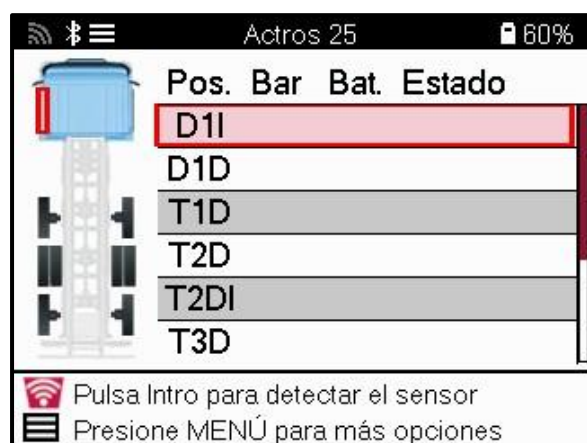 Actros 25 60%
Pos. Bar Bat. Estado
D1I
D1D
T1D
T2D
T2DI
T3D
Pulsa Intro para detectar el sensor
Presione MENÚ para más opciones